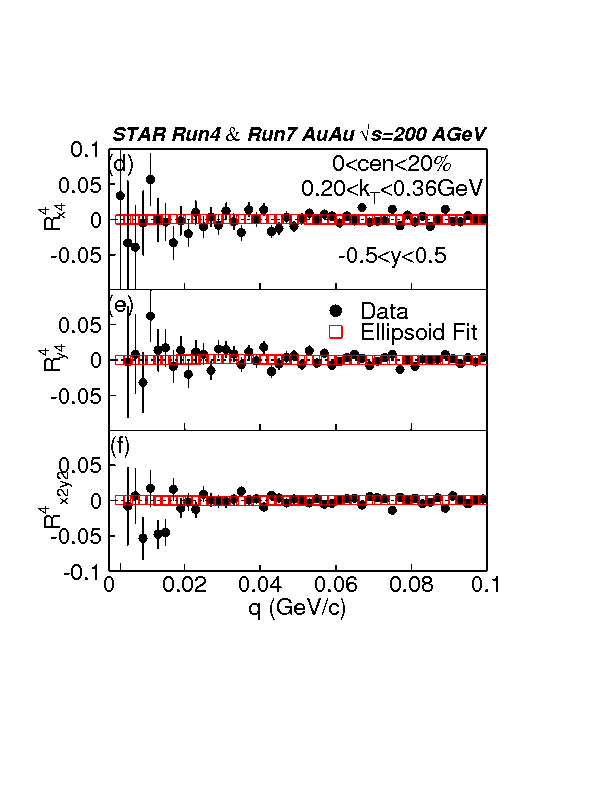 STAR Run4 & Run7 AuAu √s=200 AGeV
0.1
(d)
0<cen<20%
0.20<k_T<0.36GeV
0.05
R^4_x4
0
-0.05
-0.5<y<0.5
(e)
Data
0.05
Ellipsoid Fit
R^4_y4
0
-0.05
(f)
0.05
R^4_x2y2
0
-0.05
-0.1
0 0.02 0.04 0.06 0.08 0.1
q (GeV/c)